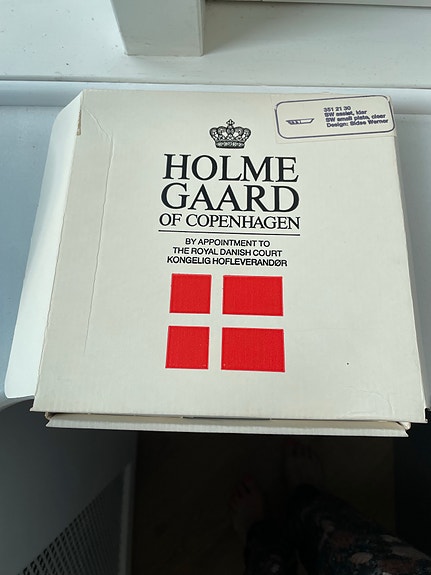 351 21 30
SW assiet, klar
SW small plate, clear
Design: Sidse Werner
HOLME
GAARD
OF COPENHAGEN
BY APPOINTMENT TO
THE ROYAL DANISH COURT
KONGELIG HOFLEVERANDØR